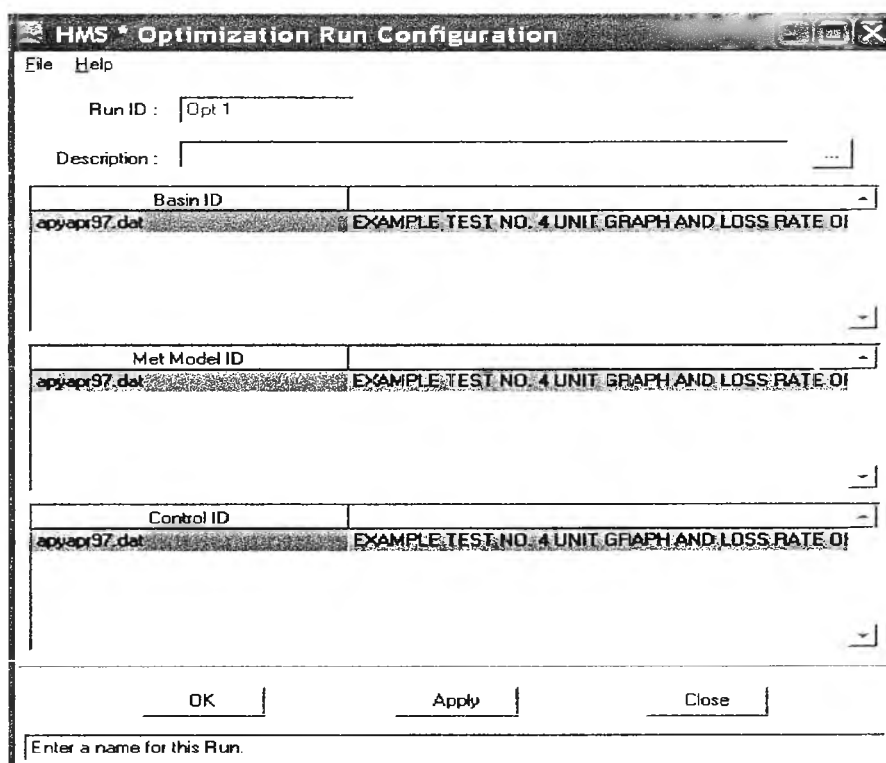 HMS * Optimization Run Configuration
File Help
Run ID : Opt 1
Description :
...
Basin ID
apyapr97.dat EXAMPLE TEST NO. 4 UNIT GRAPH AND LOSS RATE OI
Met Model ID
apyapr97.dat EXAMPLE TEST NO. 4 UNIT GRAPH AND LOSS RATE OI
Control ID
apyapr97.dat EXAMPLE TEST NO. 4 UNIT GRAPH AND LOSS RATE OI
OK Apply Close
Enter a name for this Run.